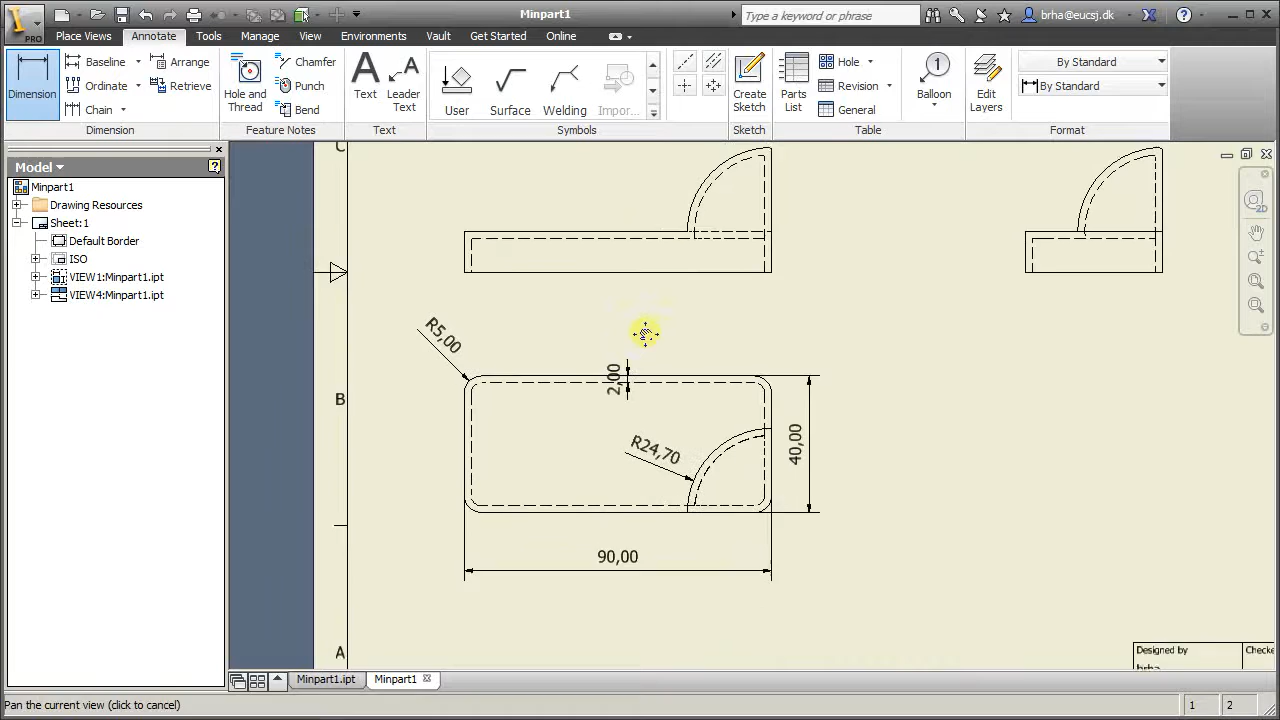 Minpart1
Type a keyword or phrase
brha@eucsj.dk
PRO
Place Views
Annotate
Tools
Manage
View
Environments
Vault
Get Started
Online
Dimension
Baseline
Ordinate
Chain
Arrange
Retrieve
Dimension
Hole and
Thread
Chamfer
Punch
Bend
Feature Notes
Text
Leader
Text
Text
User
Surface
Welding
Impor...
Symbols
Create
Sketch
Sketch
Parts
List
Hole
Revision
General
Table
Balloon
Edit
Layers
By Standard
By Standard
Format
Model
Minpart1
Drawing Resources
Sheet:1
Default Border
ISO
VIEW1:Minpart1.ipt
VIEW4:Minpart1.ipt
C
B
A
R5,00
2,00
R24,70
40,00
90,00
Designed by
brha
Checke
2D
Minpart1.ipt
Minpart1
Pan the current view (click to cancel)
1
2